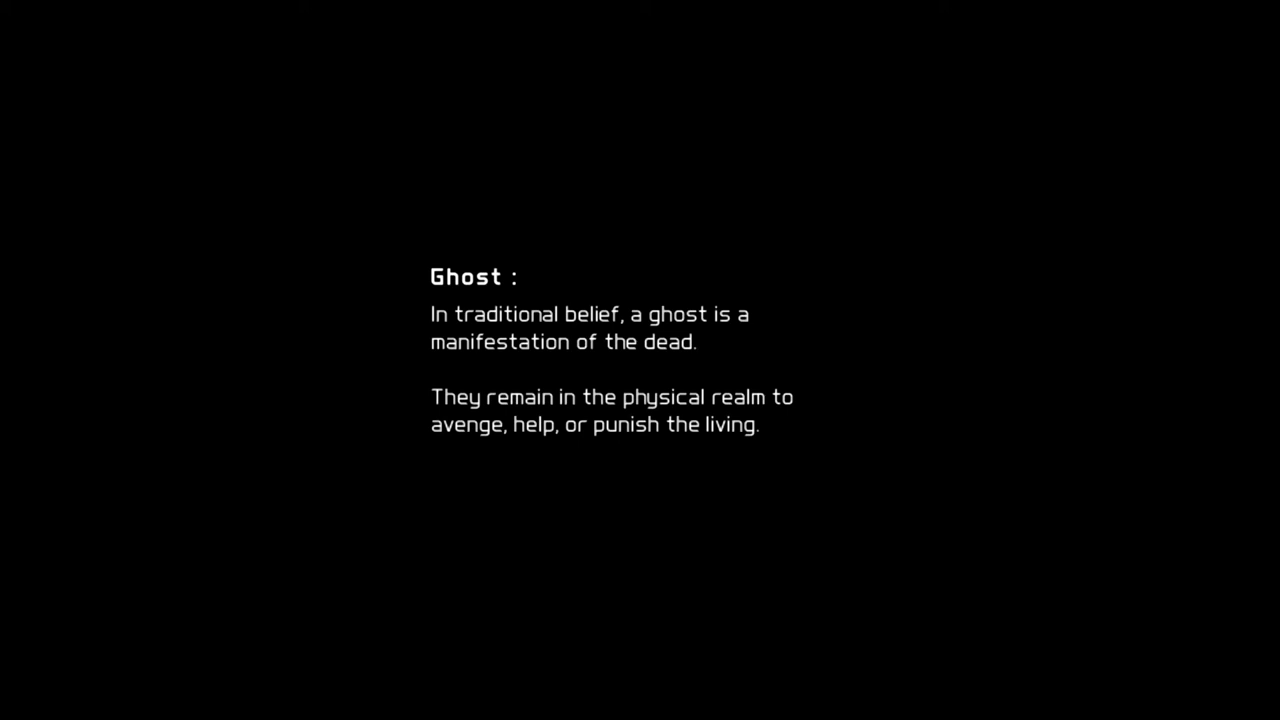 Ghost :
In traditional belief, a ghost is a
manifestation of the dead.
They remain in the physical realm to
avenge, help, or punish the living.